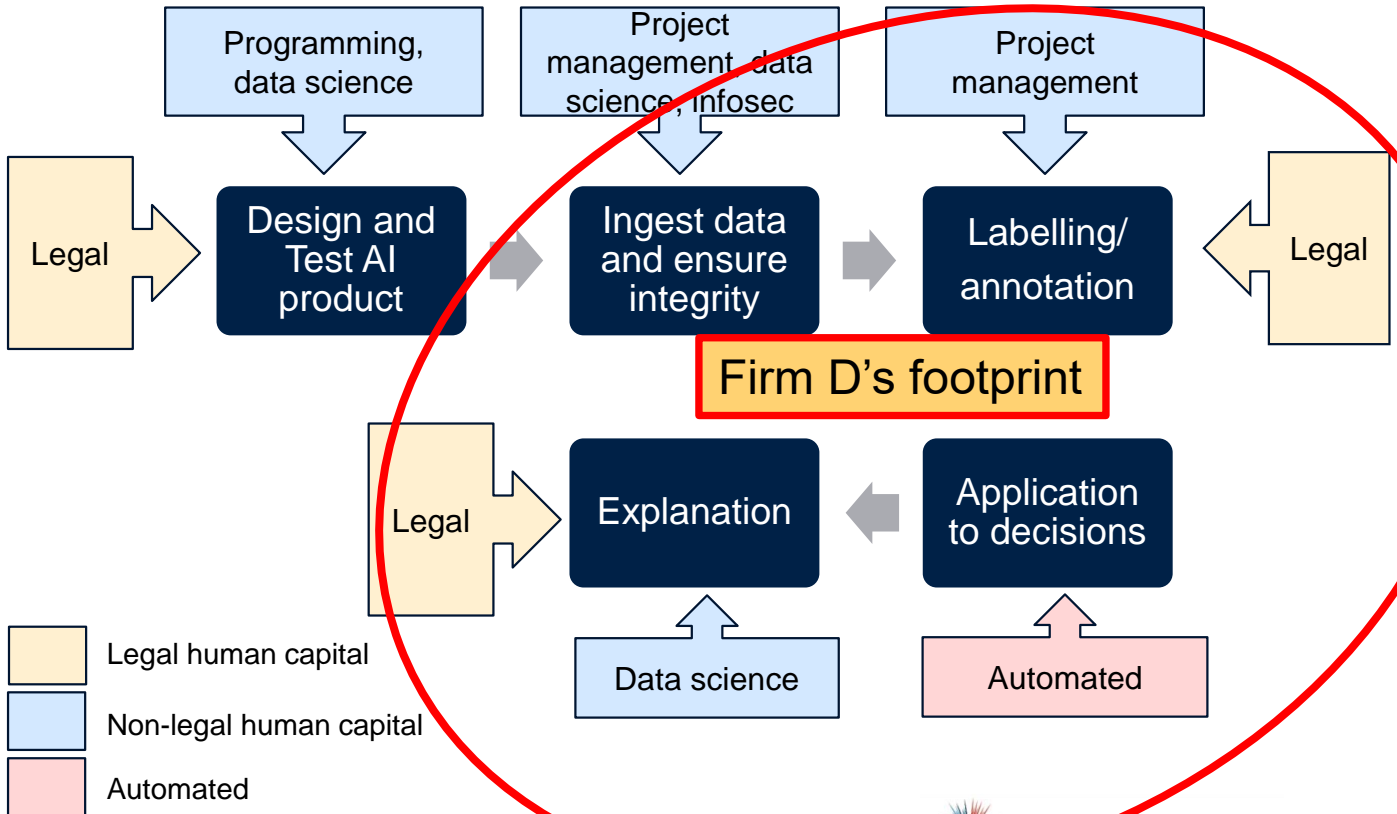 Programming,
data science
Project
management, data
science, infosec
Project
management
Legal
Design and
Test AI
product
Ingest data
and ensure
integrity
Labelling/
annotation
Legal
Firm D's footprint
Legal
Explanation
Application
to decisions
Data science
Automated
Legal human capital
Non-legal human capital
Automated